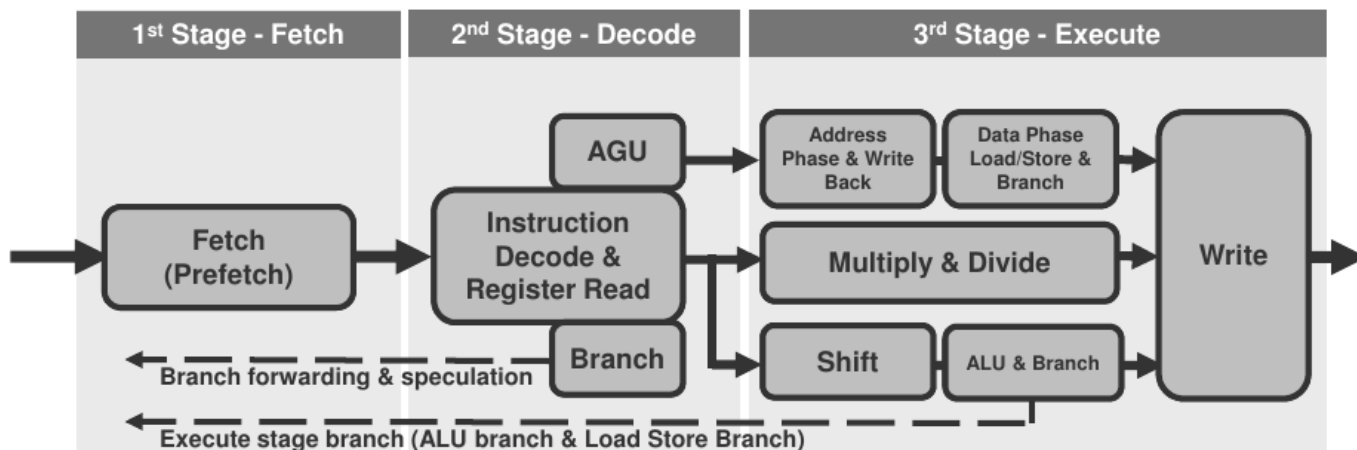 1st Stage - Fetch
2nd Stage - Decode
3rd Stage - Execute
AGU
Address
Phase & Write
Back
Data Phase
Load/Store &
Branch
Fetch
(Prefetch)
Instruction
Decode &
Register Read
Multiply & Divide
Write
Branch
Shift
ALU & Branch
Branch forwarding & speculation
Execute stage branch (ALU branch & Load Store Branch)